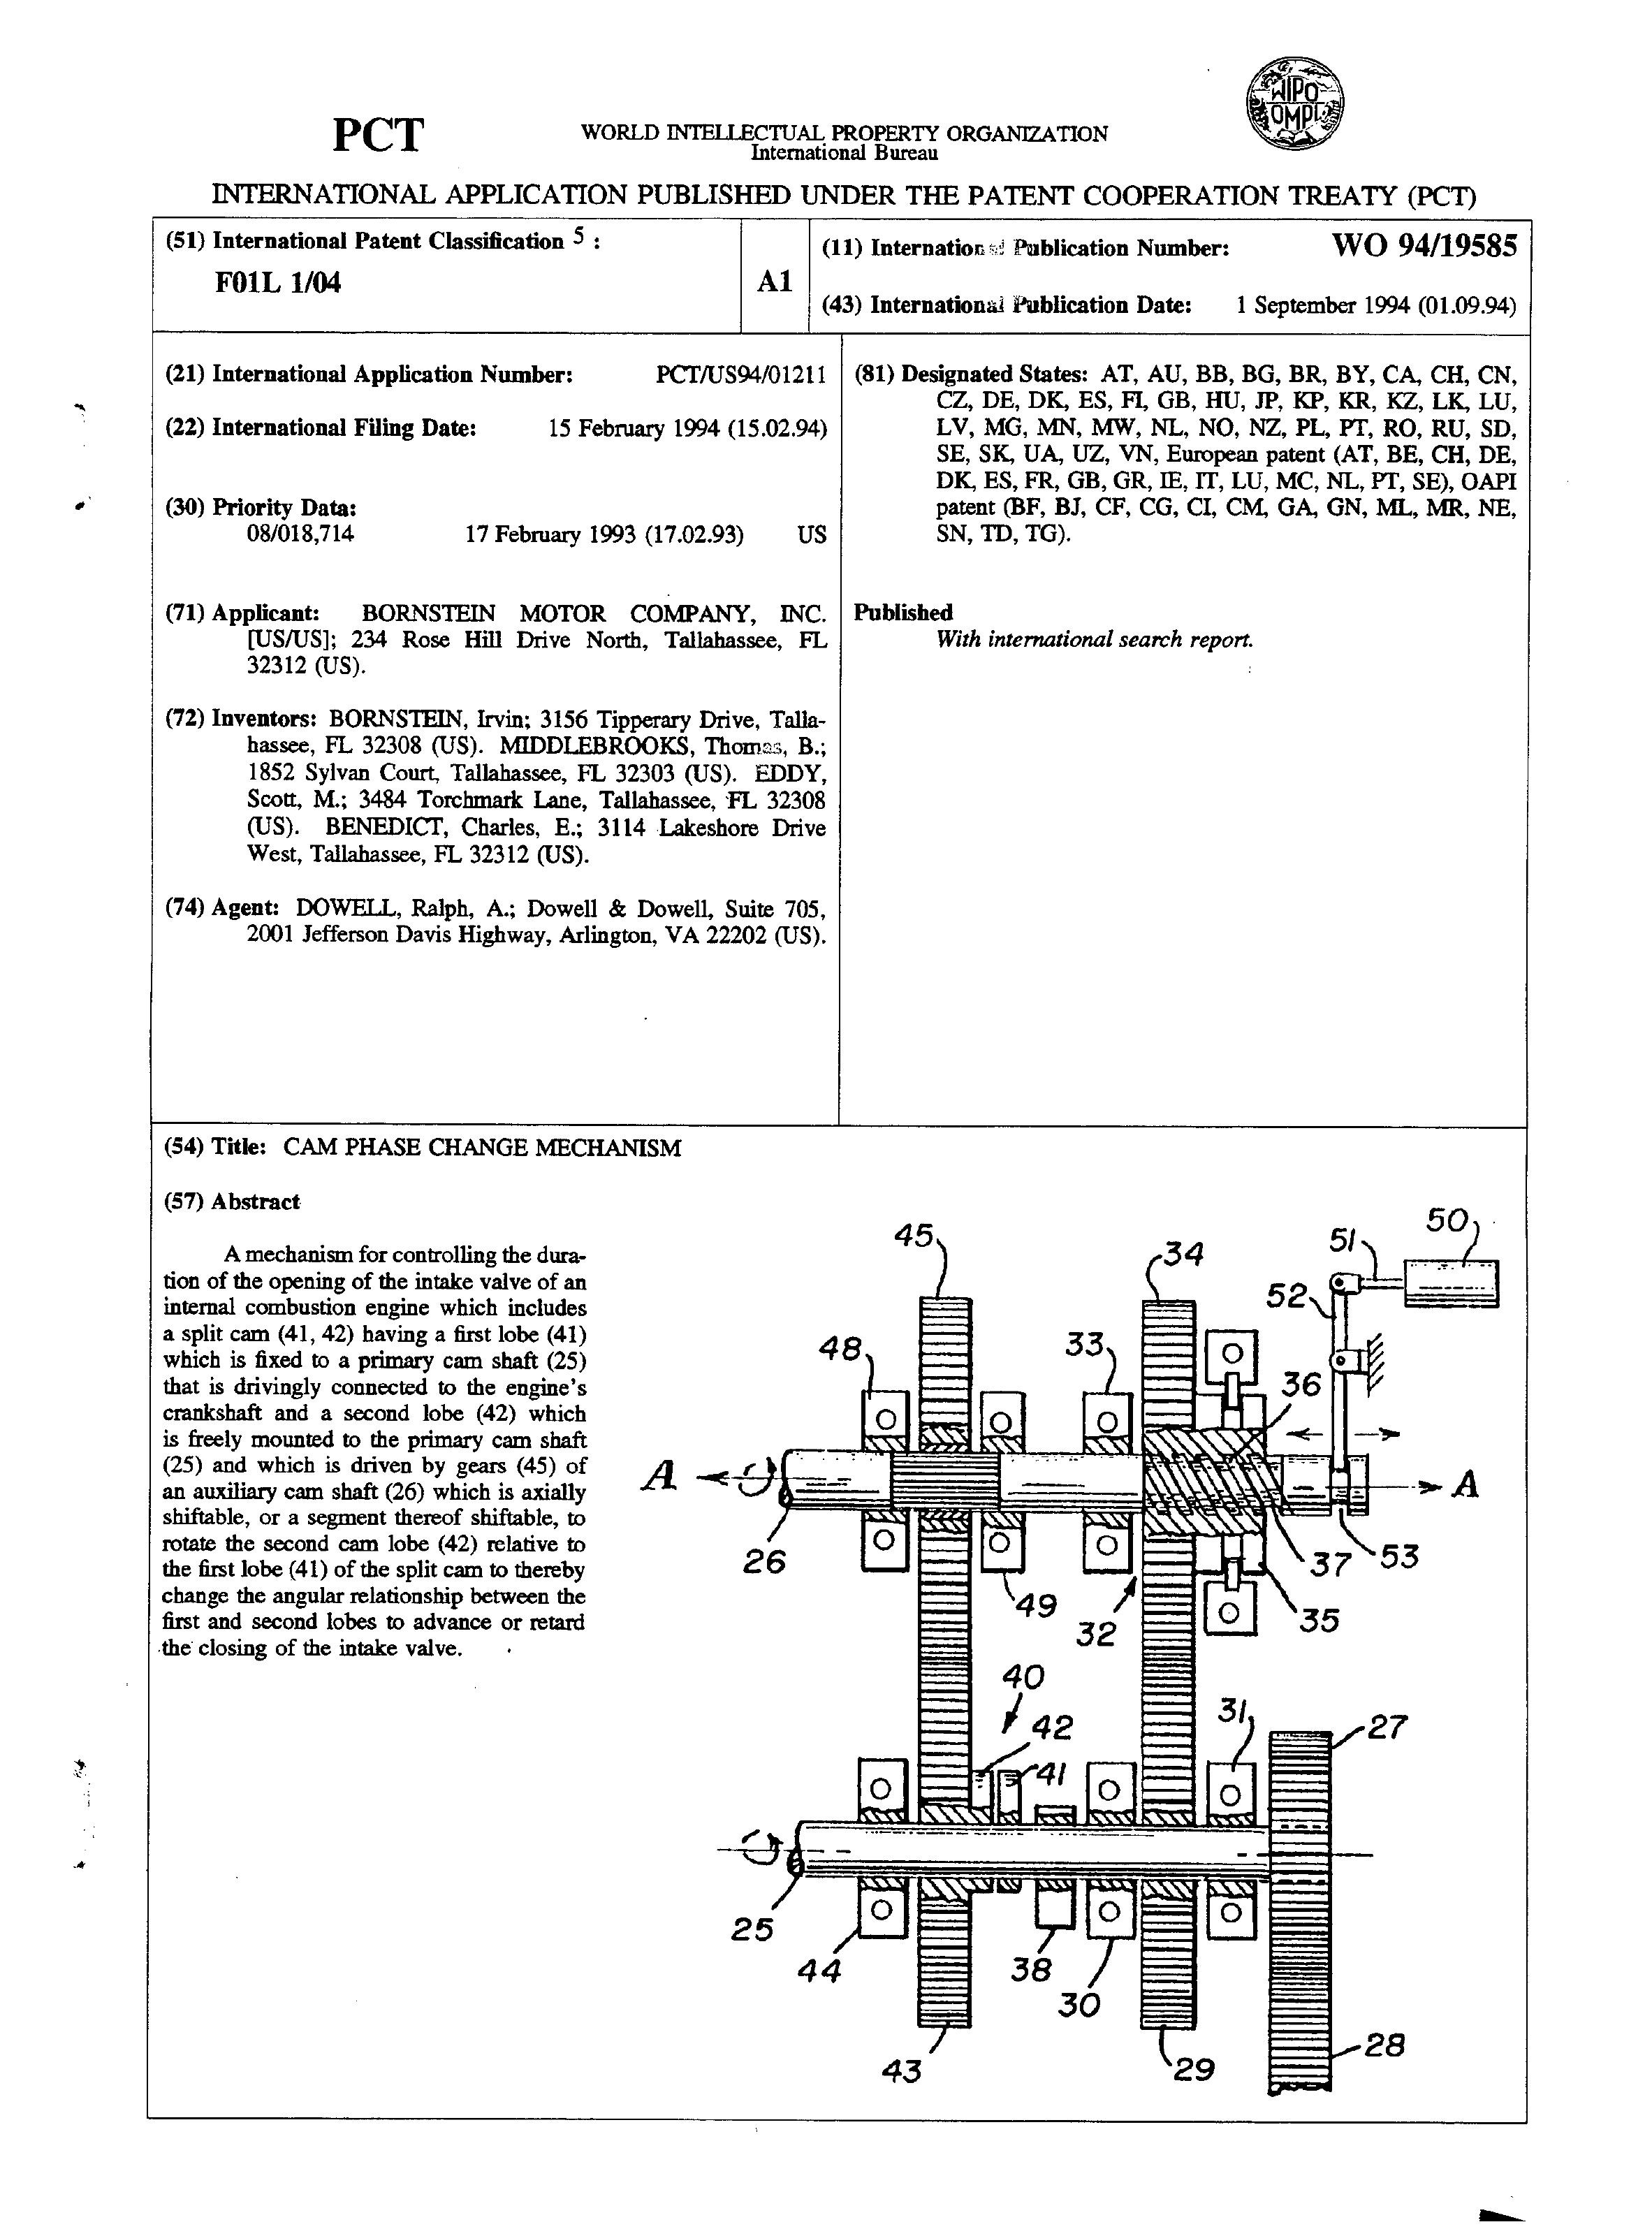 WIPO
OMPI
PCT
WORLD INTELLECTUAL PROPERTY ORGANIZATION
International Bureau
INTERNATIONAL APPLICATION PUBLISHED UNDER THE PATENT COOPERATION TREATY (PCT)
(51) International Patent Classification 5 :
F01L 1/04
A1
(11) International Publication Number: WO 94/19585
(43) International Publication Date: 1 September 1994 (01.09.94)
(21) International Application Number: PCT/US94/01211
(22) International Filing Date: 15 February 1994 (15.02.94)
(30) Priority Data:
08/018,714 17 February 1993 (17.02.93) US
(71) Applicant: BORNSTEIN MOTOR COMPANY, INC.
[US/US]; 234 Rose Hill Drive North, Tallahassee, FL
32312 (US).
(72) Inventors: BORNSTEIN, Irvin; 3156 Tipperary Drive, Talla-
hassee, FL 32308 (US). MIDDLEBROOKS, Thomas, B.;
1852 Sylvan Court, Tallahassee, FL 32303 (US). EDDY,
Scott, M.; 3484 Torchmark Lane, Tallahassee, FL 32308
(US). BENEDICT, Charles, E.; 3114 Lakeshore Drive
West, Tallahassee, FL 32312 (US).
(74) Agent: DOWELL, Ralph, A.; Dowell & Dowell, Suite 705,
2001 Jefferson Davis Highway, Arlington, VA 22202 (US).
(81) Designated States: AT, AU, BB, BG, BR, BY, CA, CH, CN,
CZ, DE, DK, ES, FI, GB, HU, JP, KP, KR, KZ, LK, LU,
LV, MG, MN, MW, NL, NO, NZ, PL, PT, RO, RU, SD,
SE, SK, UA, UZ, VN, European patent (AT, BE, CH, DE,
DK, ES, FR, GB, GR, IE, IT, LU, MC, NL, PT, SE), OAPI
patent (BF, BJ, CF, CG, CI, CM, GA, GN, ML, MR, NE,
SN, TD, TG).
Published
With international search report.
(54) Title: CAM PHASE CHANGE MECHANISM
(57) Abstract
A mechanism for controlling the dura-
tion of the opening of the intake valve of an
internal combustion engine which includes
a split cam (41, 42) having a first lobe (41)
which is fixed to a primary cam shaft (25)
that is drivingly connected to the engine's
crankshaft and a second lobe (42) which
is freely mounted to the primary cam shaft
(25) and which is driven by gears (45) of
an auxiliary cam shaft (26) which is axially
shiftable, or a segment thereof shiftable, to
rotate the second cam lobe (42) relative to
the first lobe (41) of the split cam to thereby
change the angular relationship between the
first and second lobes to advance or retard
the closing of the intake valve.
45
34
51
50
52
48
33
36
A
A
26
49
32
37
53
35
40
42
41
31
27
25
44
38
30
43
29
28